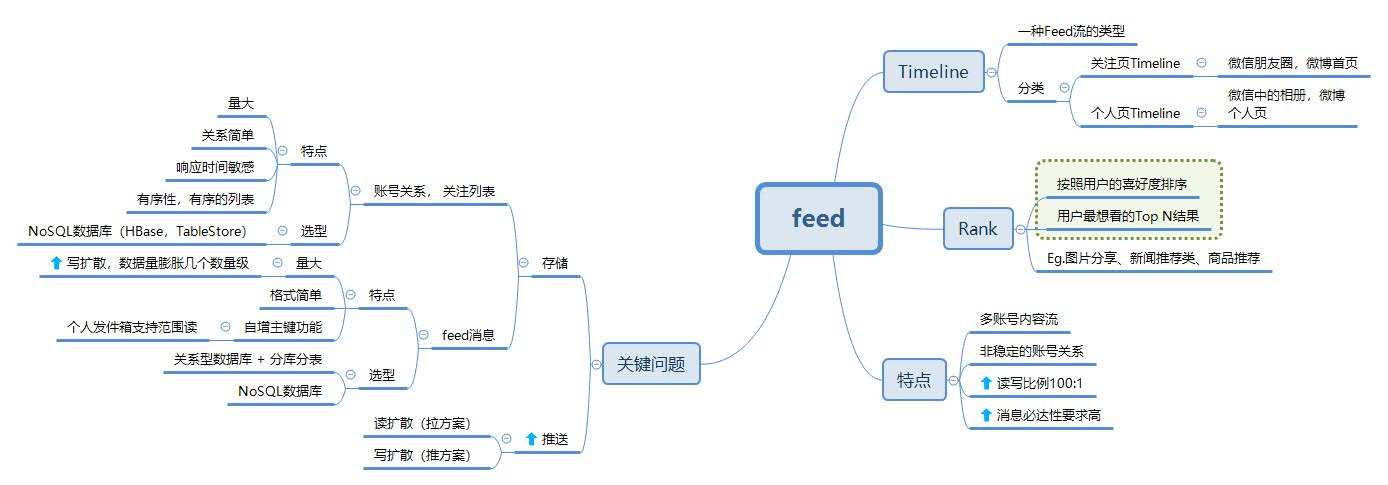 feed
Timeline
一种Feed流的类型
分类
关注页Timeline
微信朋友圈，微博首页
个人页Timeline
微信中的相册，微博
个人页
Rank
按照用户的喜好度排序
用户最想看的Top N结果
Eg.图片分享、新闻推荐类、商品推荐
特点
多账号内容流
非稳定的账号关系
读写比例100:1
消息必达性要求高
关键问题
存储
账号关系， 关注列表
特点
量大
关系简单
响应时间敏感
有序性，有序的列表
选型
NoSQL数据库（HBase，TableStore）
feed消息
特点
量大
写扩散，数据量膨胀几个数量级
格式简单
自增主键功能
个人发件箱支持范围读
选型
关系型数据库 + 分库分表
NoSQL数据库
推送
读扩散（拉方案）
写扩散（推方案）